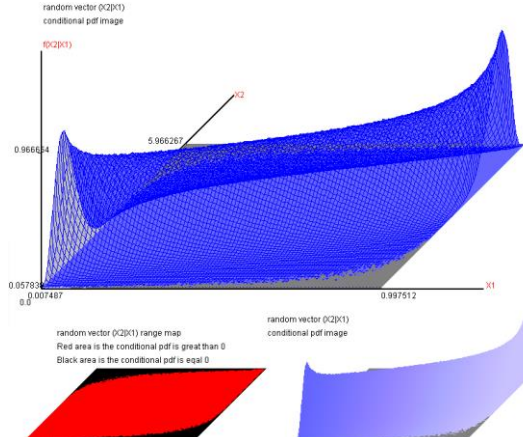 random vector (X2|X1)
conditional pdf image
f(X2|X1)
X2
5.966267
0.966654
0.057838
0.007487
0.0
0.997512
X1
random vector (X2|X1) range map
Red area is the conditional pdf is great than 0
Black area is the conditional pdf is eqal 0
random vector (X2|X1)
conditional pdf image